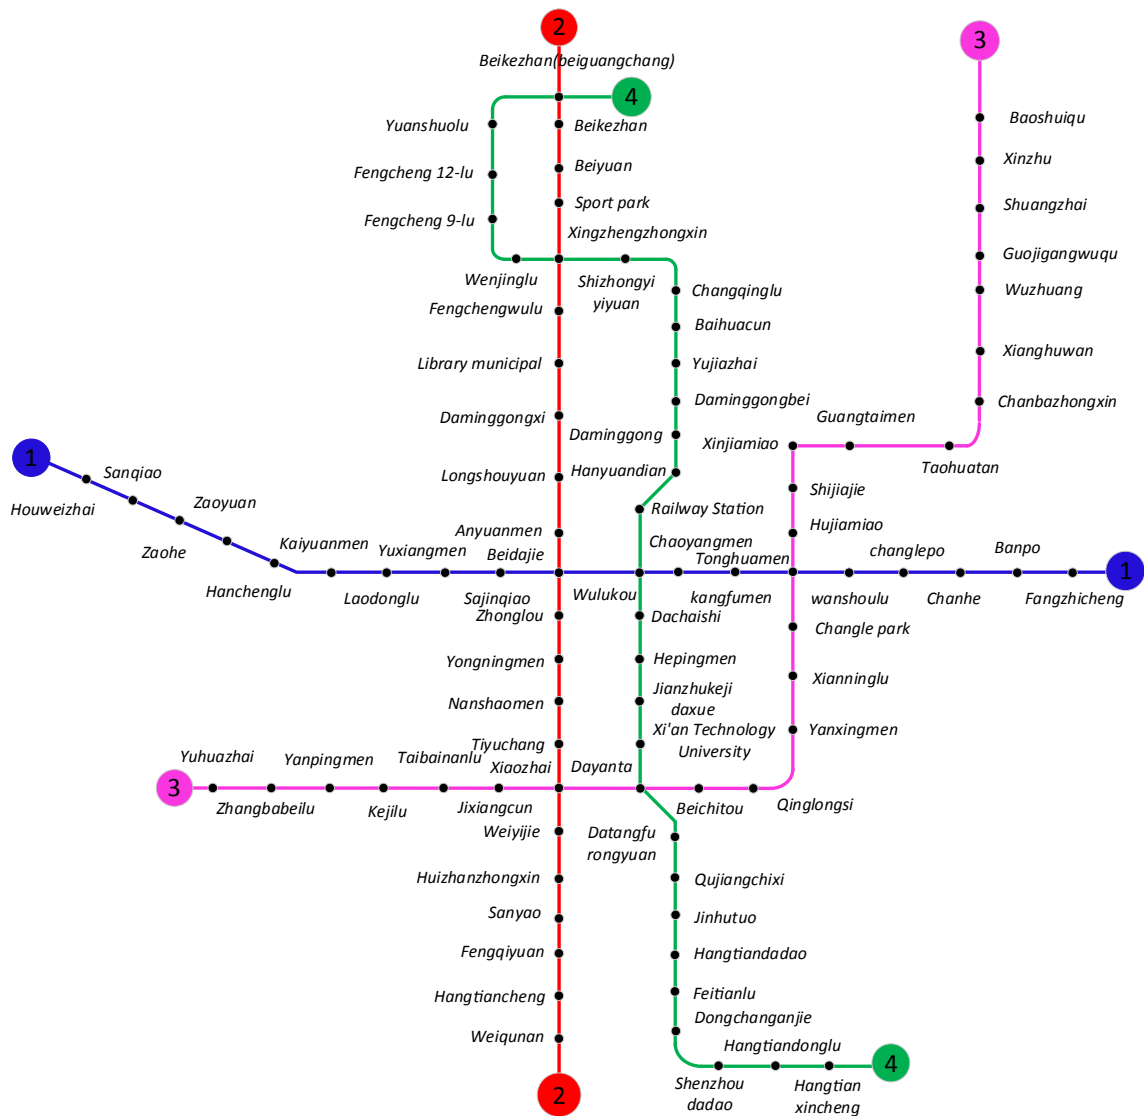 2
3
Beikezhan(beiguangchang)
4
Baoshuiqu
Yuanshuolu
Beikezhan
Xinzhu
Beiyuan
Fengcheng 12-lu
Sport park
Shuangzhai
Fengcheng 9-lu
Xingzhengzhongxin
Guojigangwuqu
Wenjinglu
Shizhongyi
yiyuan
Changqinglu
Wuzhuang
Fengchengwulu
Baihuacun
Xianghuwan
Library municipal
Yujiazhai
Daminggongbei
Chanbazhongxin
Daminggongxi
Guangtaimen
Daminggong
Xinjiamiao
1
Sanqiao
Longshouyuan
Hanyuandian
Taohuatan
Shijiajie
Zaoyuan
Houweizhai
Railway Station
Anyuanmen
Hujiamiao
Kaiyuanmen
Chaoyangmen
Zaohe
Yuxiangmen
Beidajie
Tonghuamen
changlepo
Banpo
1
Hanchenglu
Laodonglu
Sajinqiao
Wulukou
kangfumen
wanshoulu
Chanhe
Fangzhicheng
Zhonglou
Dachaishi
Changle park
Yongningmen
Hepingmen
Xianninglu
Nanshaomen
Jianzhukeji
daxue
Xi'an Technology
University
Yanxingmen
Tiyuchang
Yuhuazhai
Yanpingmen
Taibainanlu
Xiaozhai
Dayanta
3
Zhangbabeilu
Kejilu
Jixiangcun
Beichitou
Qinglongsi
Weiyijie
Datangfu
rongyuan
Huizhanzhongxin
Qujiangchixi
Sanyao
Jinhutuo
Fengqiyuan
Hangtiandadao
Hangtiancheng
Feitianlu
Dongchanganjie
Weiqunan
Hangtiandonglu
4
2
Shenzhou
dadao
Hangtian
xincheng